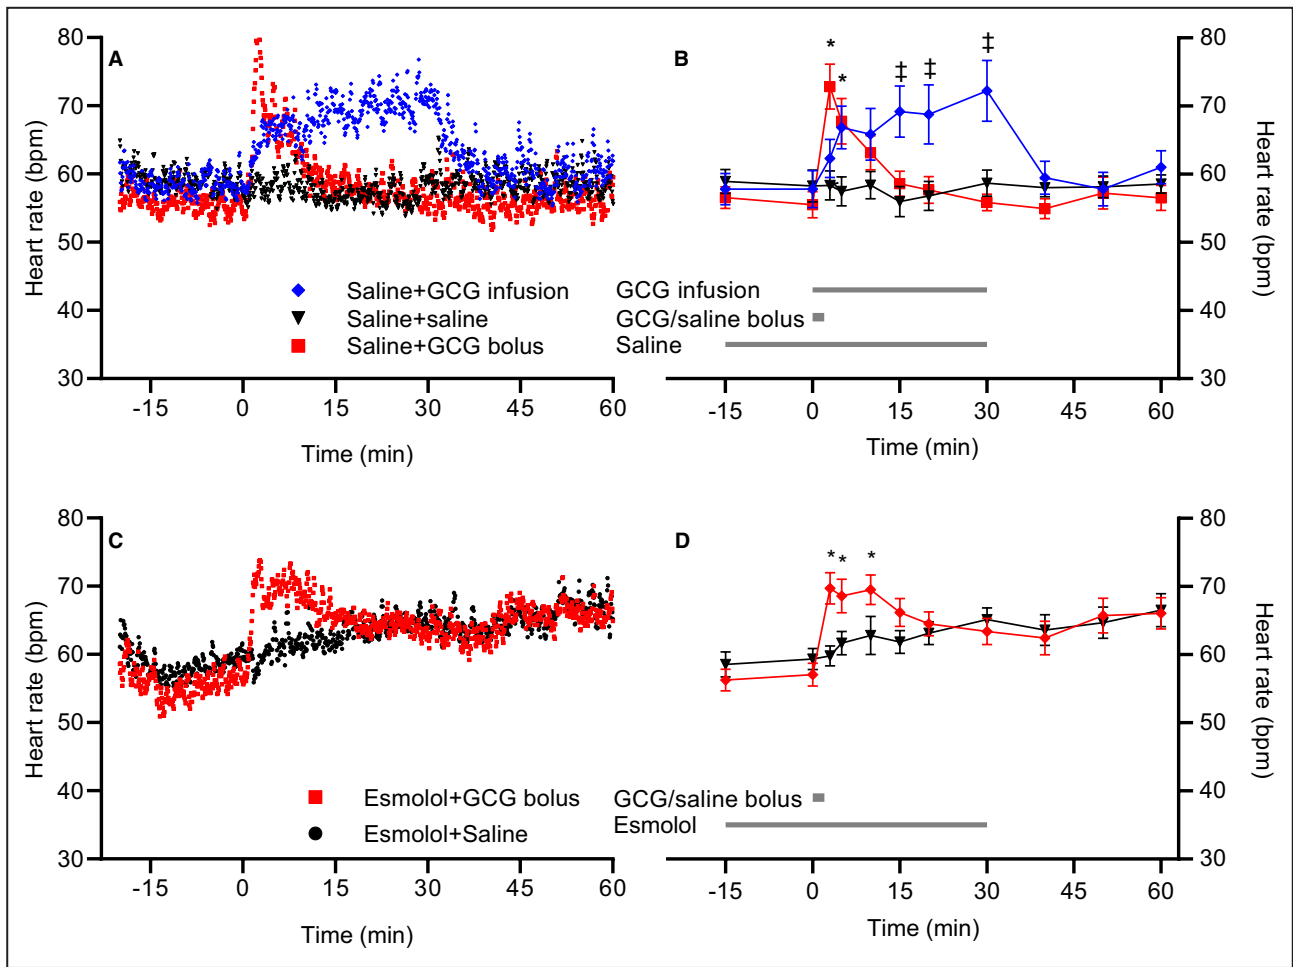 A
80
70
60
50
40
30
Heart rate (bpm)
-15 0 15 30 45 60
Time (min)
Saline+GCG infusion
Saline+saline
Saline+GCG bolus
B
* * ‡ ‡ ‡
80
70
60
50
40
30
Heart rate (bpm)
GCG infusion
GCG/saline bolus
Saline
-15 0 15 30 45 60
Time (min)
C
80
70
60
50
40
30
Heart rate (bpm)
-15 0 15 30 45 60
Time (min)
Esmolol+GCG bolus
Esmolol+Saline
D
* * *
80
70
60
50
40
30
Heart rate (bpm)
GCG/saline bolus
Esmolol
-15 0 15 30 45 60
Time (min)